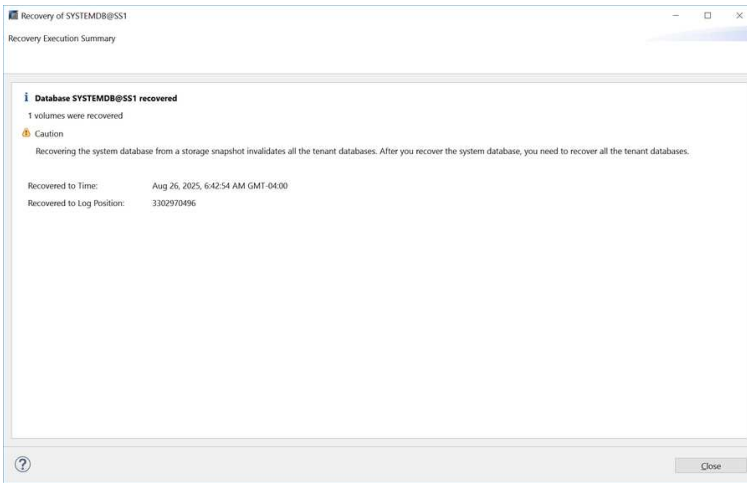 Recovery of SYSTEMDB@SS1
Recovery Execution Summary
Database SYSTEMDB@SS1 recovered
1 volumes were recovered
Caution
Recovering the system database from a storage snapshot invalidates all the tenant databases. After you recover the system database, you need to recover all the tenant databases.
Recovered to Time: Aug 26, 2025, 6:42:54 AM GMT-04:00
Recovered to Log Position: 3302970496
Close